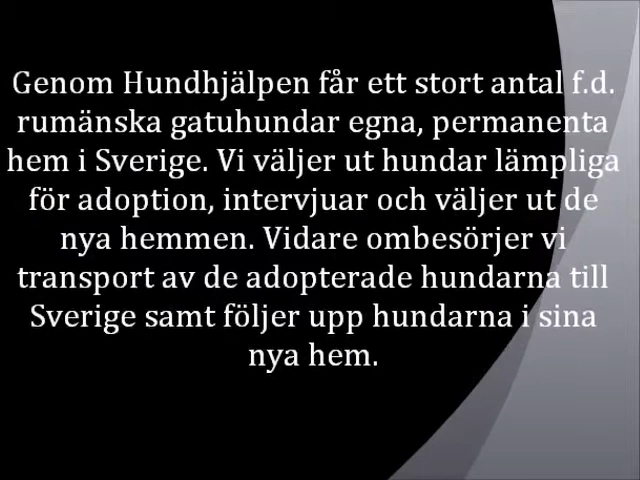 Genom Hundhjälpen får ett stort antal f.d.
rumänska gatuhundar egna, permanenta
hem i Sverige. Vi väljer ut hundar lämpliga
för adoption, intervjuar och väljer ut de
nya hemmen. Vidare ombesörjer vi
transport av de adopterade hundarna till
Sverige samt följer upp hundarna i sina
nya hem.